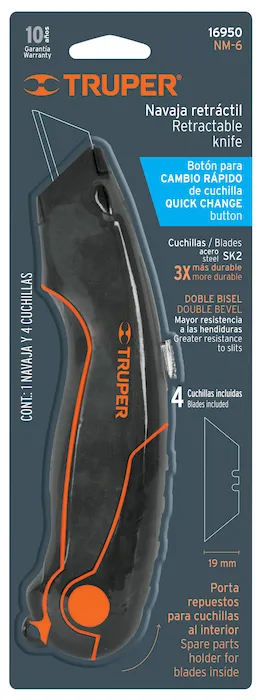 10 años
Garantía
Warranty
16950
NM-6
TRUPER®
Navaja retráctil
Retractable
knife
Botón para
CAMBIO RÁPIDO
de cuchilla
QUICK CHANGE
button
Cuchillas / Blades
acero
steel SK2
3X más durable
more durable
DOBLE BISEL
DOUBLE BEVEL
Mayor resistencia
a las hendiduras
Greater resistance
to slits
TRUPER
4 Cuchillas incluidas
Blades included
CONT.: 1 NAVAJA Y 4 CUCHILLAS
19 mm
Porta
repuestos
para cuchillas
al interior
Spare parts
holder for
blades inside